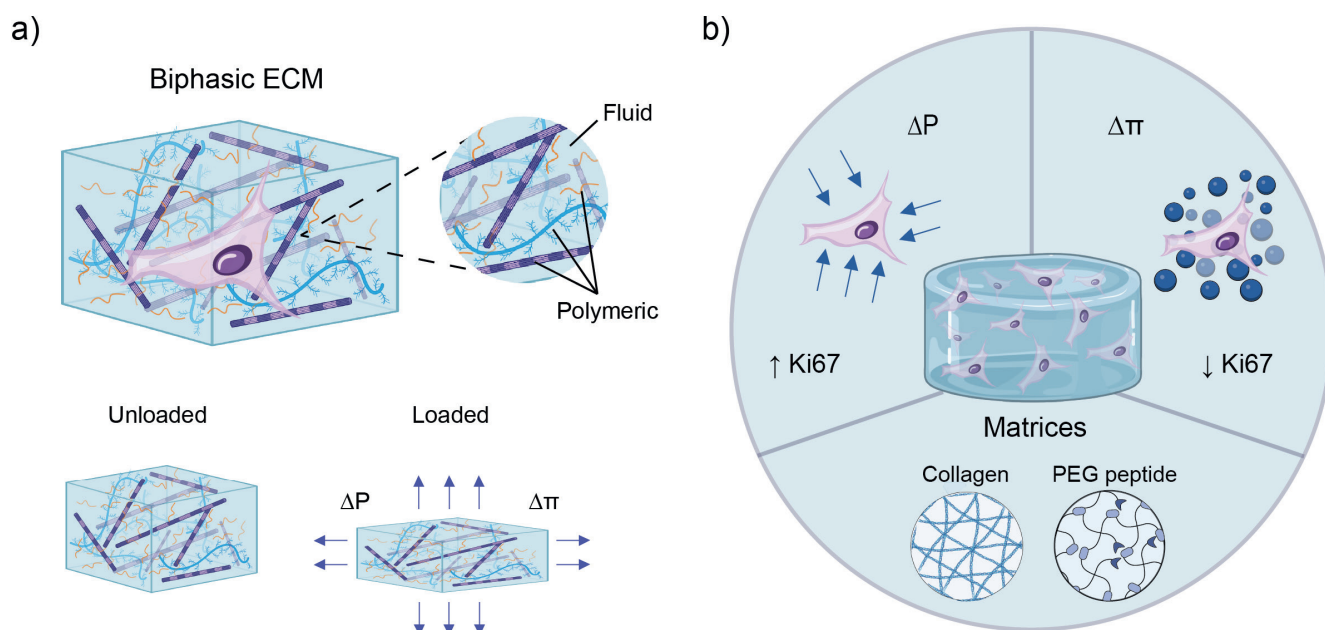 a)
Biphasic ECM
Fluid
Polymeric
Unloaded
Loaded
ΔP
Δπ
b)
ΔP
Δπ
↑ Ki67
↓ Ki67
Matrices
Collagen
PEG peptide